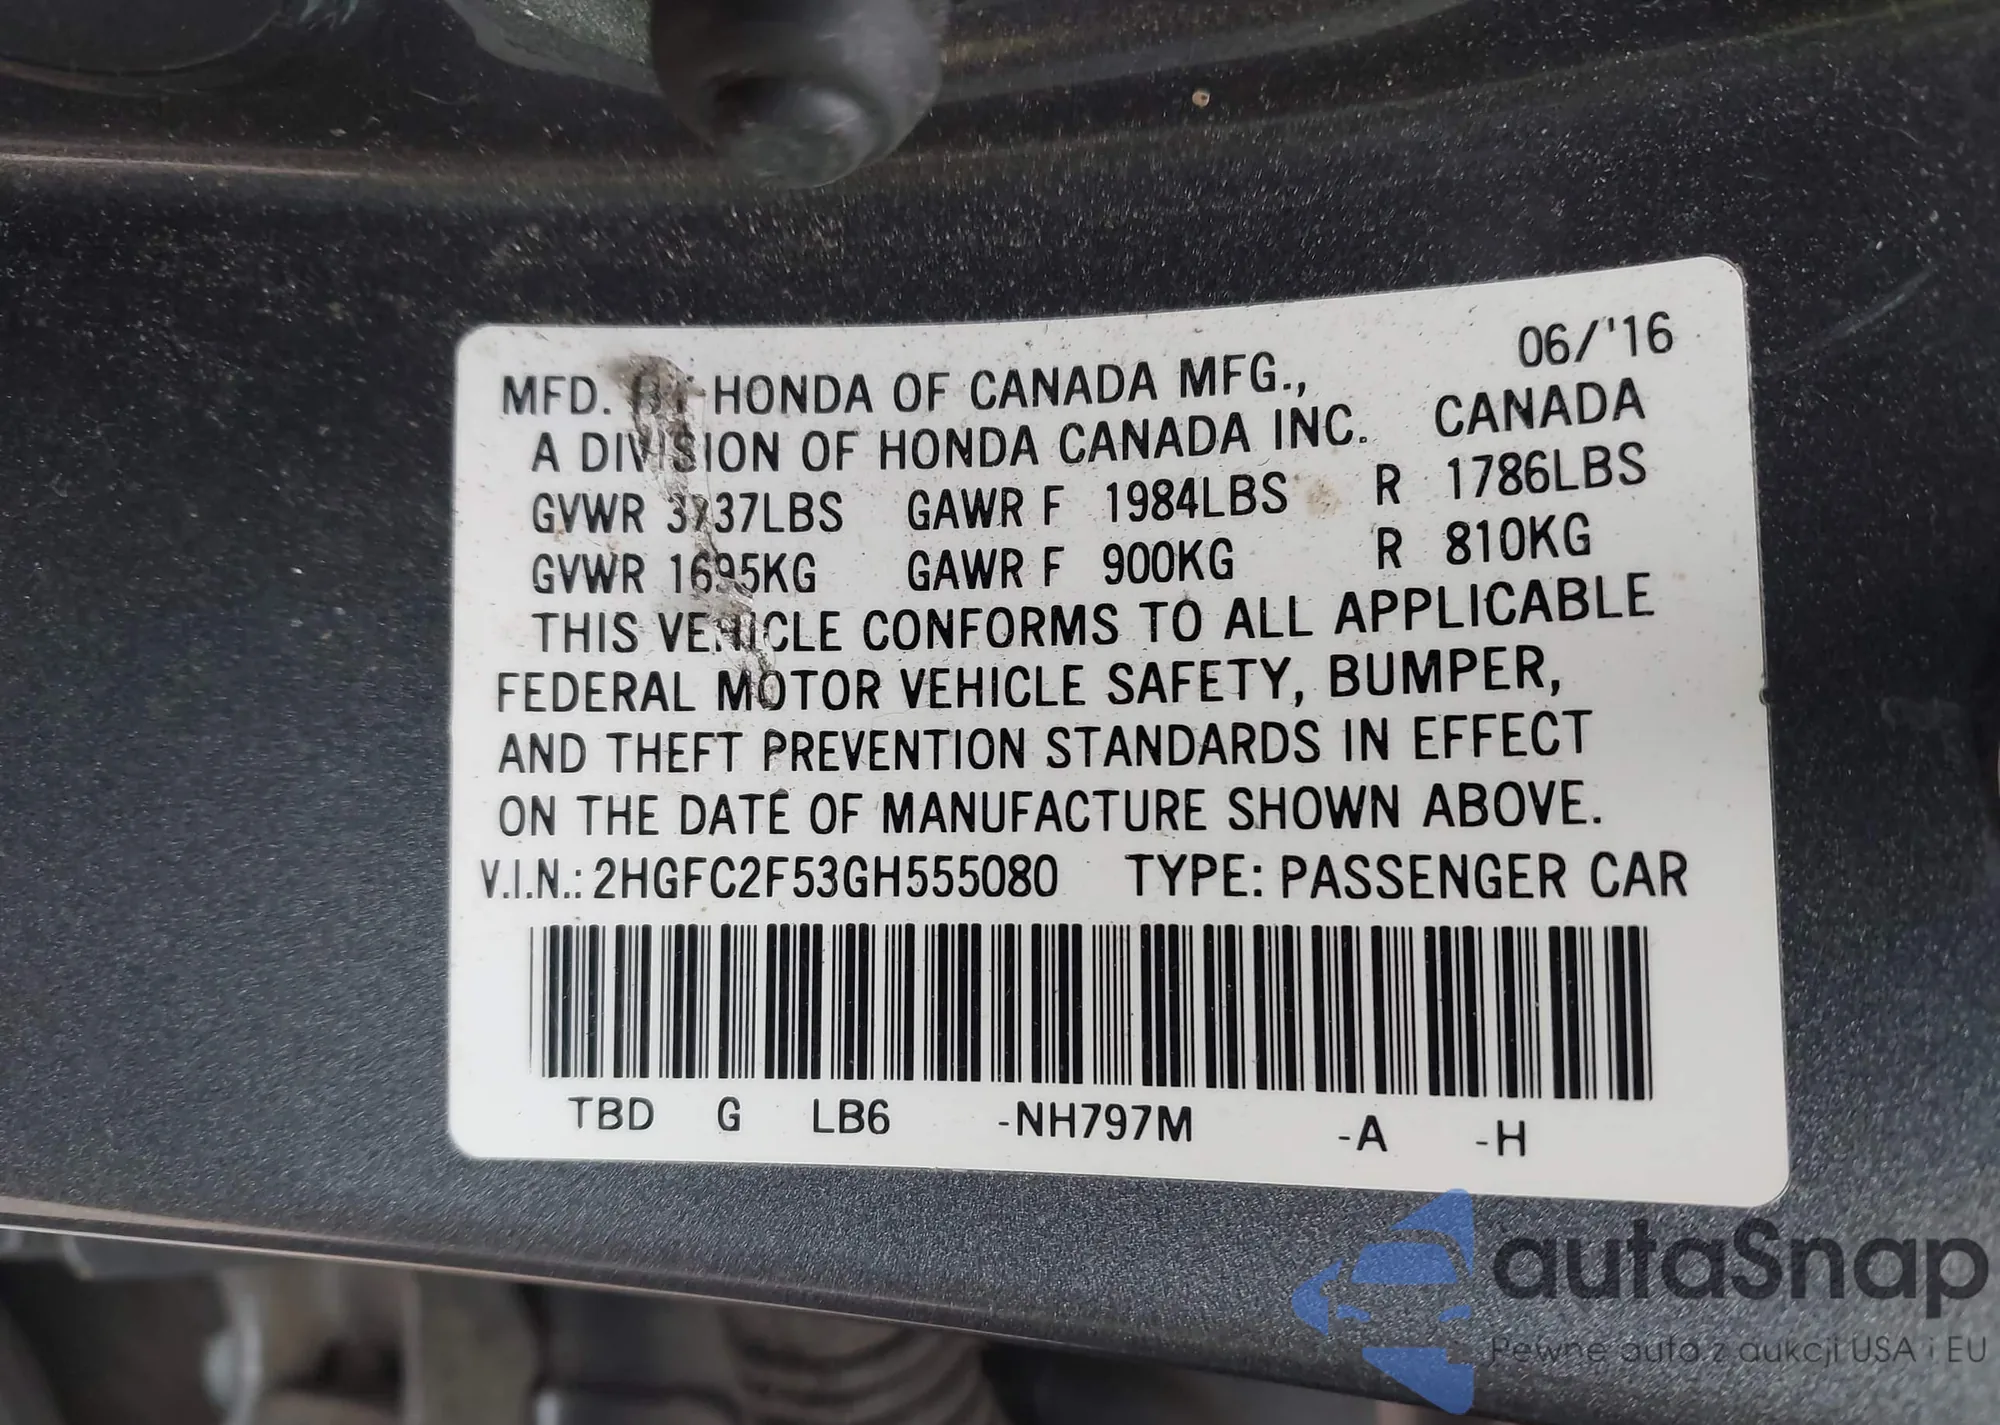 06/'16
MFD. BY HONDA OF CANADA MFG.,
A DIVISION OF HONDA CANADA INC. CANADA
GVWR 3737LBS GAWR F 1984LBS R 1786LBS
GVWR 1695KG GAWR F 900KG R 810KG
THIS VEHICLE CONFORMS TO ALL APPLICABLE
FEDERAL MOTOR VEHICLE SAFETY, BUMPER,
AND THEFT PREVENTION STANDARDS IN EFFECT
ON THE DATE OF MANUFACTURE SHOWN ABOVE.
V.I.N.: 2HGFC2F53GH555080 TYPE: PASSENGER CAR
TBD G LB6 -NH797M -A -H
autaSnap
Pewne auta z aukcji USA i EU